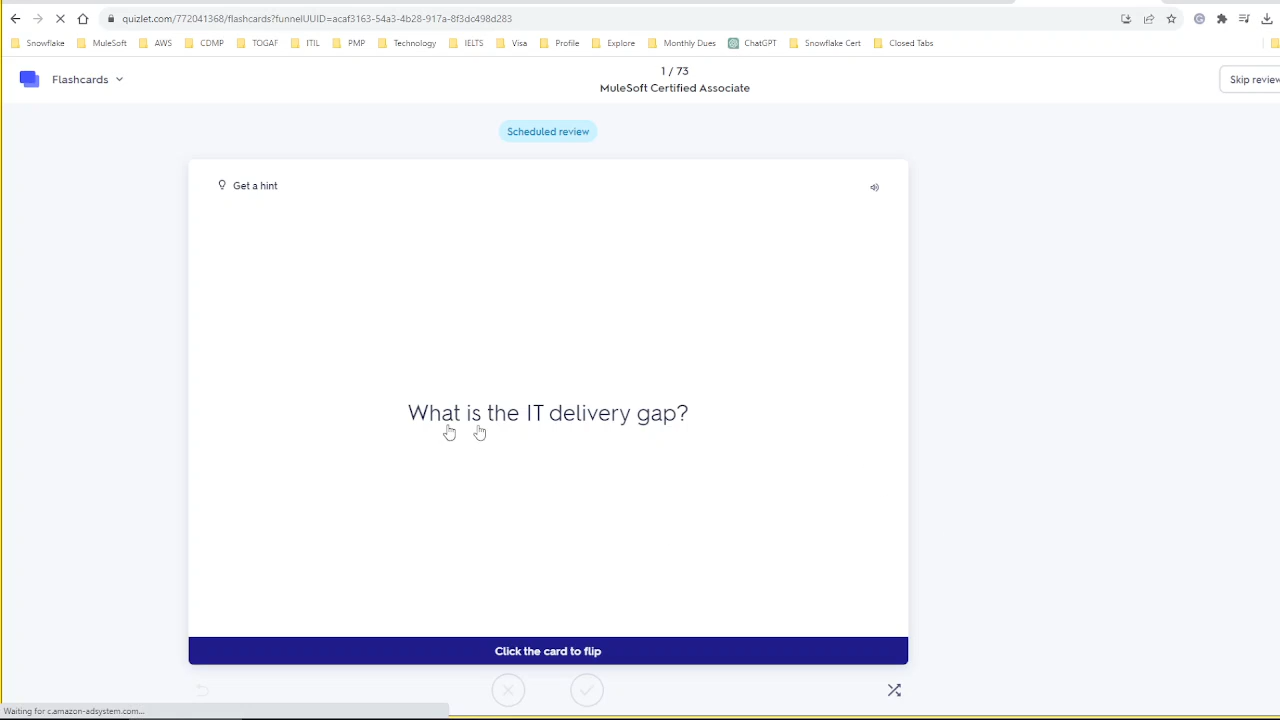 quizlet.com/772041368/flashcards?funnelUUID=acaf3163-54a3-4b28-917a-8f3dc498d283
Snowflake MuleSoft AWS CDMP TOGAF ITIL PMP Technology IELTS Visa Profile Explore Monthly Dues ChatGPT Snowflake Cert Closed Tabs
1 / 73
Flashcards
MuleSoft Certified Associate
Skip review
Scheduled review
Get a hint
What is the IT delivery gap?
Click the card to flip
Waiting for c.amazon-adsystem.com...